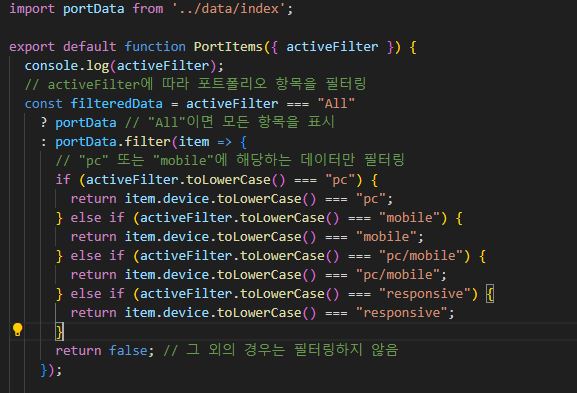 import portData from '../data/index';
export default function PortItems({ activeFilter }) {
console.log(activeFilter);
// activeFilter에 따라 포트폴리오 항목을 필터링
const filteredData = activeFilter === "All"
? portData // "All"이면 모든 항목을 표시
: portData.filter(item => {
// "pc" 또는 "mobile"에 해당하는 데이터만 필터링
if (activeFilter.toLowerCase() === "pc") {
return item.device.toLowerCase() === "pc";
} else if (activeFilter.toLowerCase() === "mobile") {
return item.device.toLowerCase() === "mobile";
} else if (activeFilter.toLowerCase() === "pc/mobile") {
return item.device.toLowerCase() === "pc/mobile";
} else if (activeFilter.toLowerCase() === "responsive") {
return item.device.toLowerCase() === "responsive";
}
return false; // 그 외의 경우는 필터링하지 않음
});